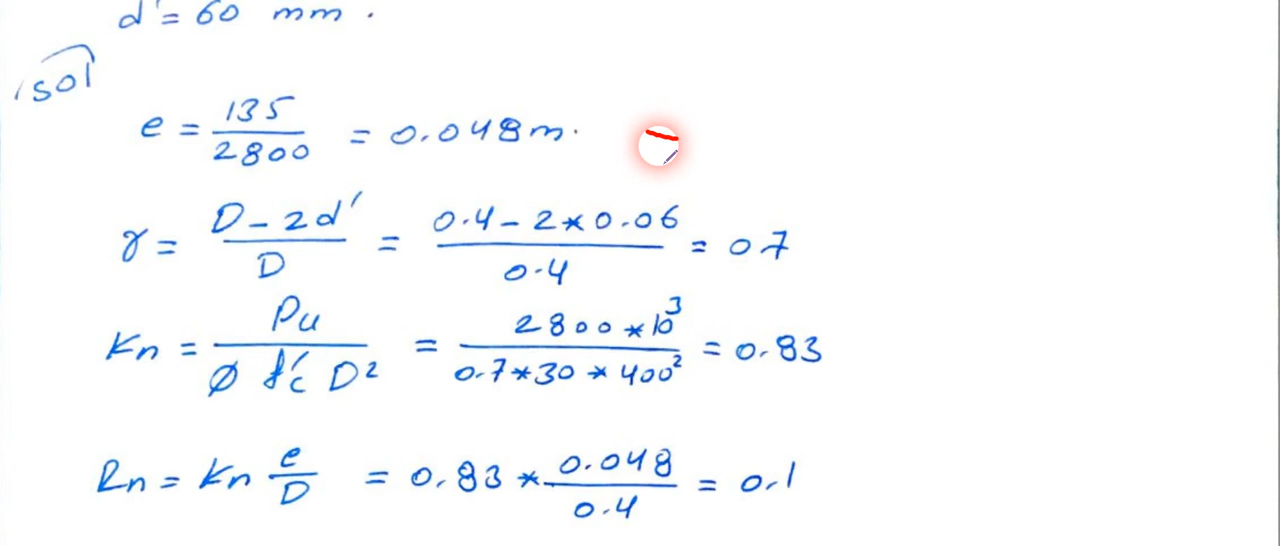 d' = 60 mm.
sol
e = 135/2800 = 0.048m.
γ = (D - 2d')/D = (0.4 - 2*0.06)/0.4 = 0.7
Kn = Pu/(Ø f'c D²) = (2800*10³)/(0.7*30*400²) = 0.83
Rn = Kn e/D = 0.83 * 0.048/0.4 = 0.1